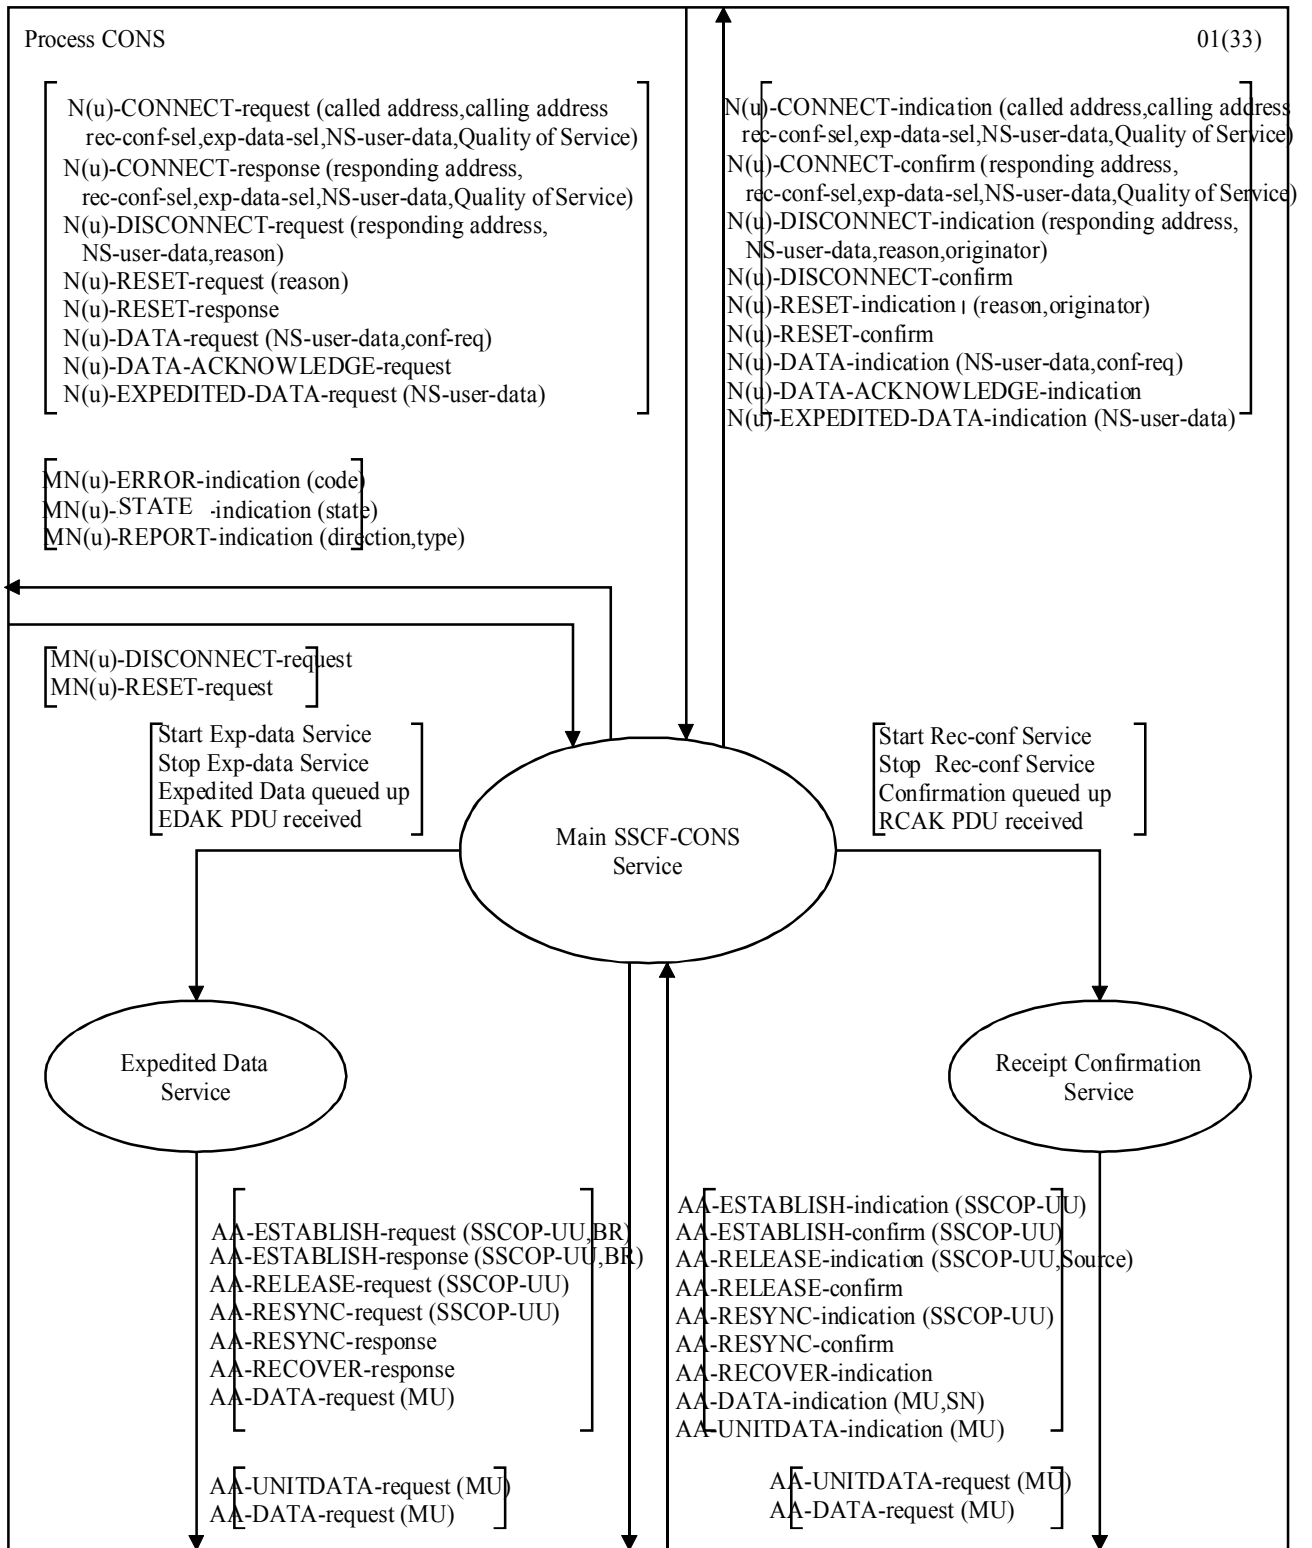 Process CONS
01(33)
N(u)-CONNECT-request (called address,calling address
rec-conf-sel,exp-data-sel,NS-user-data,Quality of Service)
N(u)-CONNECT-response (responding address,
rec-conf-sel,exp-data-sel,NS-user-data,Quality of Service)
N(u)-DISCONNECT-request (responding address,
NS-user-data,reason)
N(u)-RESET-request (reason)
N(u)-RESET-response
N(u)-DATA-request (NS-user-data,conf-req)
N(u)-DATA-ACKNOWLEDGE-request
N(u)-EXPEDITED-DATA-request (NS-user-data)
N(u)-CONNECT-indication (called address,calling address
rec-conf-sel,exp-data-sel,NS-user-data,Quality of Service)
N(u)-CONNECT-confirm (responding address,
rec-conf-sel,exp-data-sel,NS-user-data,Quality of Service)
N(u)-DISCONNECT-indication (responding address,
NS-user-data,reason,originator)
N(u)-DISCONNECT-confirm
N(u)-RESET-indication (reason,originator)
N(u)-RESET-confirm
N(u)-DATA-indication (NS-user-data,conf-req)
N(u)-DATA-ACKNOWLEDGE-indication
N(u)-EXPEDITED-DATA-indication (NS-user-data)
MN(u)-ERROR-indication (code)
MN(u)-STATE -indication (state)
MN(u)-REPORT-indication (direction,type)
MN(u)-DISCONNECT-request
MN(u)-RESET-request
Start Exp-data Service
Stop Exp-data Service
Expedited Data queued up
EDAK PDU received
Start Rec-conf Service
Stop Rec-conf Service
Confirmation queued up
RCAK PDU received
Main SSCF-CONS
Service
Expedited Data
Service
Receipt Confirmation
Service
AA-ESTABLISH-request (SSCOP-UU,BR)
AA-ESTABLISH-response (SSCOP-UU,BR)
AA-RELEASE-request (SSCOP-UU)
AA-RESYNC-request (SSCOP-UU)
AA-RESYNC-response
AA-RECOVER-response
AA-DATA-request (MU)
AA-ESTABLISH-indication (SSCOP-UU)
AA-ESTABLISH-confirm (SSCOP-UU)
AA-RELEASE-indication (SSCOP-UU,Source)
AA-RELEASE-confirm
AA-RESYNC-indication (SSCOP-UU)
AA-RESYNC-confirm
AA-RECOVER-indication
AA-DATA-indication (MU,SN)
AA-UNITDATA-indication (MU)
AA-UNITDATA-request (MU)
AA-DATA-request (MU)
AA-UNITDATA-request (MU)
AA-DATA-request (MU)